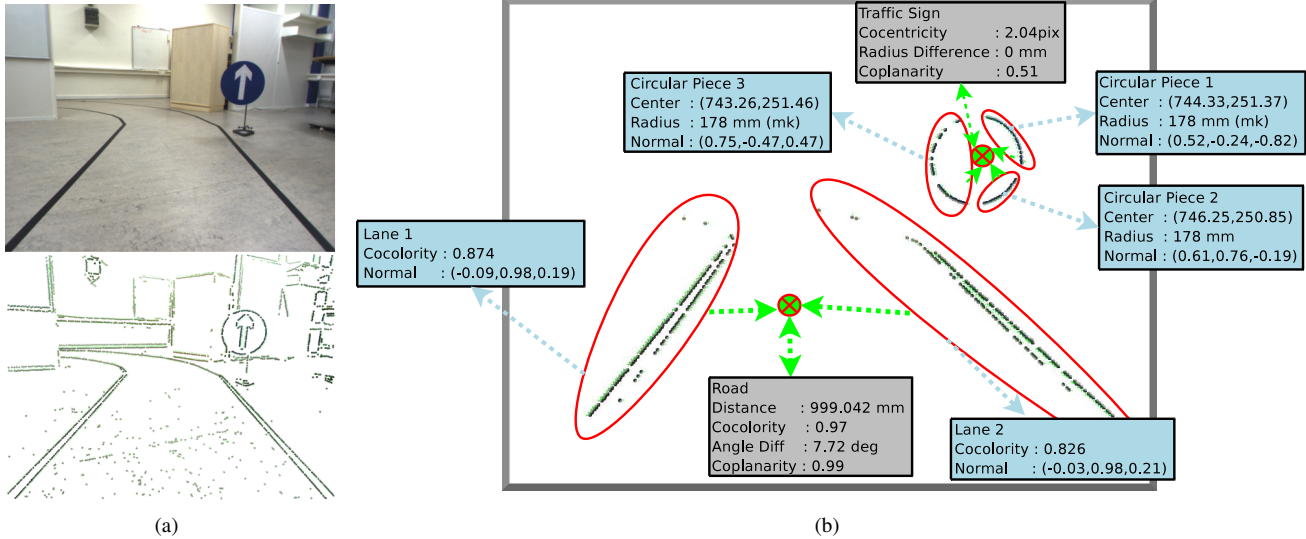 Traffic Sign
Cocentricity : 2.04pix
Radius Difference : 0 mm
Coplanarity : 0.51
Circular Piece 3
Center : (743.26,251.46)
Radius : 178 mm (mk)
Normal : (0.75,-0.47,0.47)
Circular Piece 1
Center : (744.33,251.37)
Radius : 178 mm (mk)
Normal : (0.52,-0.24,-0.82)
Circular Piece 2
Center : (746.25,250.85)
Radius : 178 mm
Normal : (0.61,0.76,-0.19)
Lane 1
Cocolority : 0.874
Normal : (-0.09,0.98,0.19)
Road
Distance : 999.042 mm
Cocolority : 0.97
Angle Diff : 7.72 deg
Coplanarity : 0.99
Lane 2
Cocolority : 0.826
Normal : (-0.03,0.98,0.21)
(a)
(b)